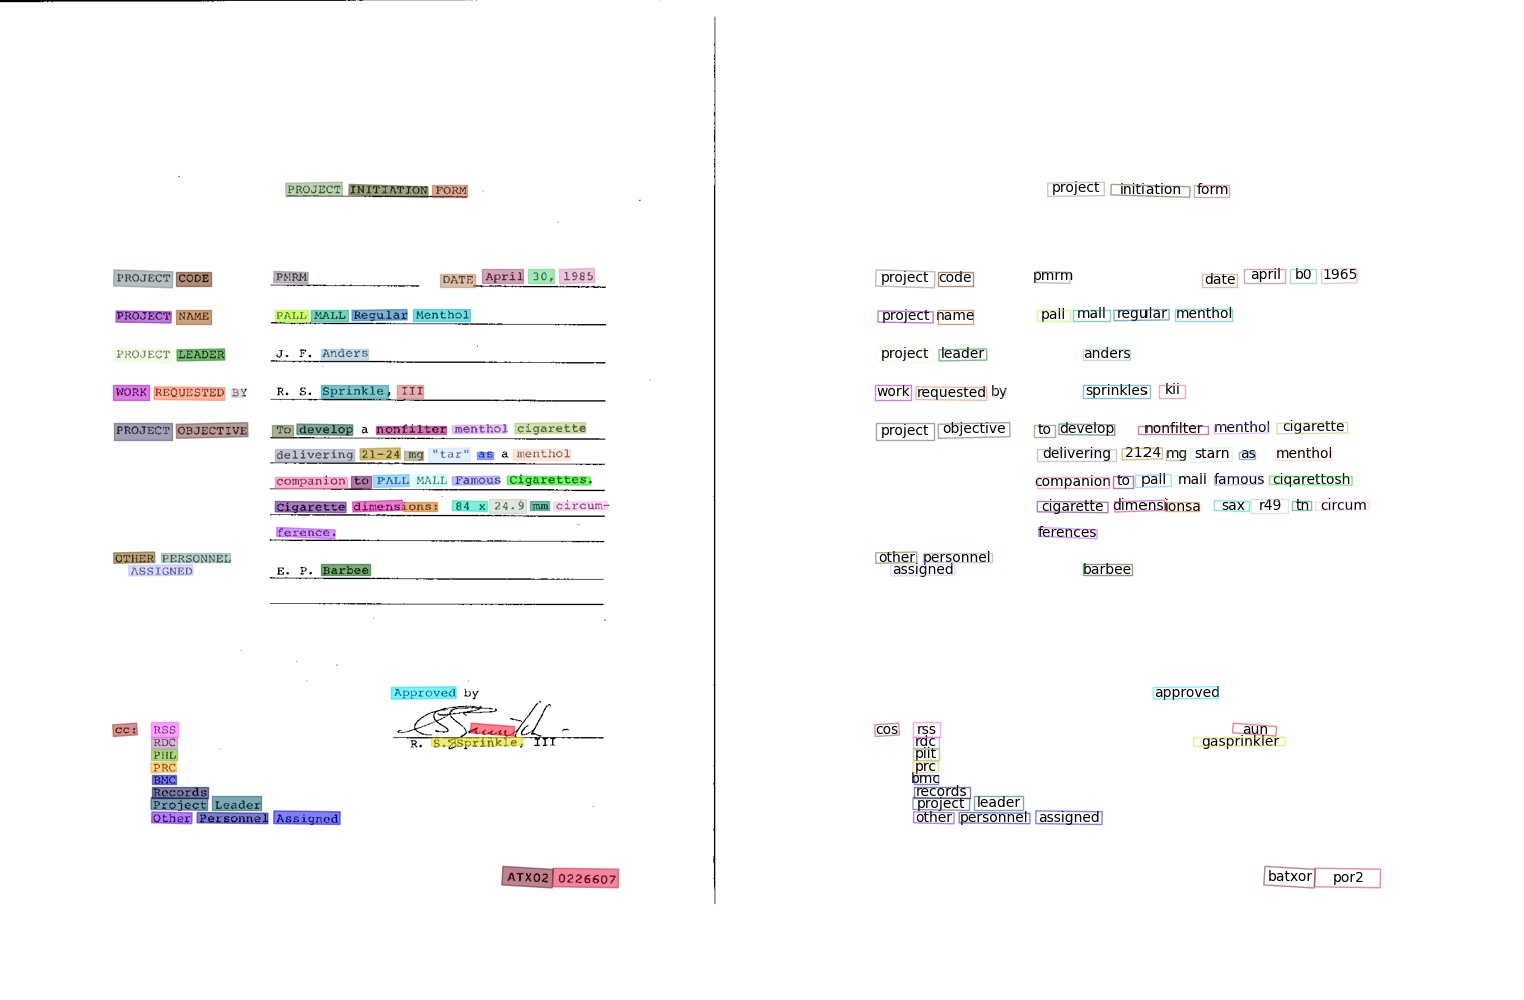 PROJECT INITIATION FORM
PROJECT CODE PMRM DATE April 30, 1985
PROJECT NAME PALL MALL Regular Menthol
PROJECT LEADER J. F. Anders
WORK REQUESTED BY R. S. Sprinkle, III
PROJECT OBJECTIVE To develop a nonfilter menthol cigarette
delivering 21-24 mg "tar" as a menthol
companion to PALL MALL Famous Cigarettes.
Cigarette dimensions: 84 x 24.9 mm circum-
ference.
OTHER PERSONNEL
ASSIGNED E. P. Barbee
Approved by
R. S. Sprinkle, III
cc: RSS
RDC
PHL
PRC
BMC
Records
Project Leader
Other Personnel Assigned
ATX02 0226607
project initiation form
project code pmrm date april b0 1965
project name pall mall regular menthol
project leader anders
work requested by sprinkles kii
project objective to develop nonfilter menthol cigarette
delivering 2124 mg starn as menthol
companion to pall mall famous ciqarettosh
cigarette dimensionsa sax r49 tn circum
ferences
other personnel
assigned barbee
approved
cos rss aun
rdc gasprinkler
piit
prc
bmc
records
project leader
other personnel assigned
batxor por2